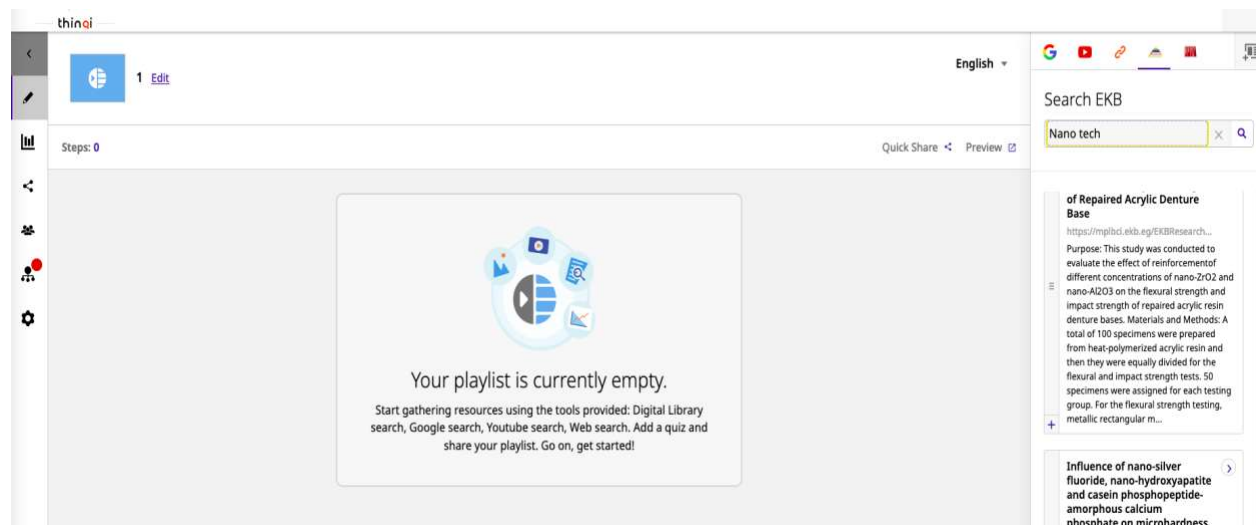 thinqi
1 Edit
English
Steps: 0
Quick Share
Preview
Your playlist is currently empty.
Start gathering resources using the tools provided: Digital Library
search, Google search, Youtube search, Web search. Add a quiz and
share your playlist. Go on, get started!
Search EKB
Nano tech
of Repaired Acrylic Denture
Base
https://mplbci.ekb.eg/EKBResearch...
Purpose: This study was conducted to
evaluate the effect of reinforcementof
different concentrations of nano-ZrO2 and
nano-Al2O3 on the flexural strength and
impact strength of repaired acrylic resin
denture bases. Materials and Methods: A
total of 100 specimens were prepared
from heat-polymerized acrylic resin and
then they were equally divided for the
flexural and impact strength tests. 50
specimens were assigned for each testing
group. For the flexural strength testing,
metallic rectangular m...
Influence of nano-silver
fluoride, nano-hydroxyapatite
and casein phosphopeptide-
amorphous calcium
phosphate on microhardness